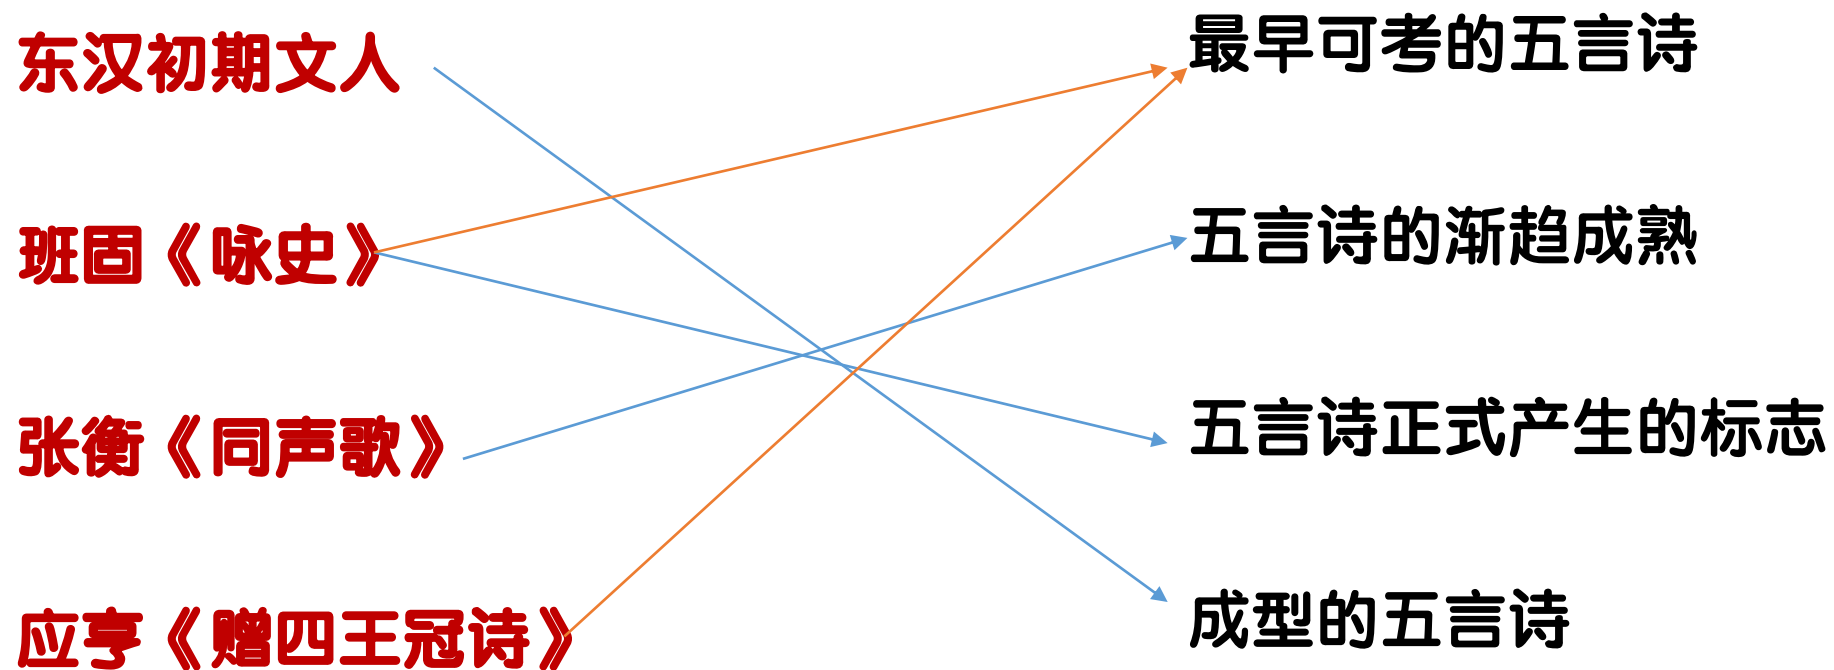 东汉初期文人
最早可考的五言诗
班固《咏史》
五言诗的渐趋成熟
张衡《同声歌》
五言诗正式产生的标志
应亨《赠四王冠诗》
成型的五言诗